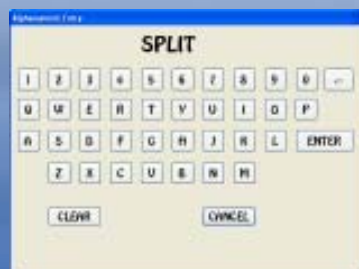 Alphanumeric Entry
SPLIT
1 2 3 4 5 6 7 8 9 0 ←
Q W E R T Y U I O P
A S D F G H J K L ENTER
Z X C V B N M
CLEAR CANCEL